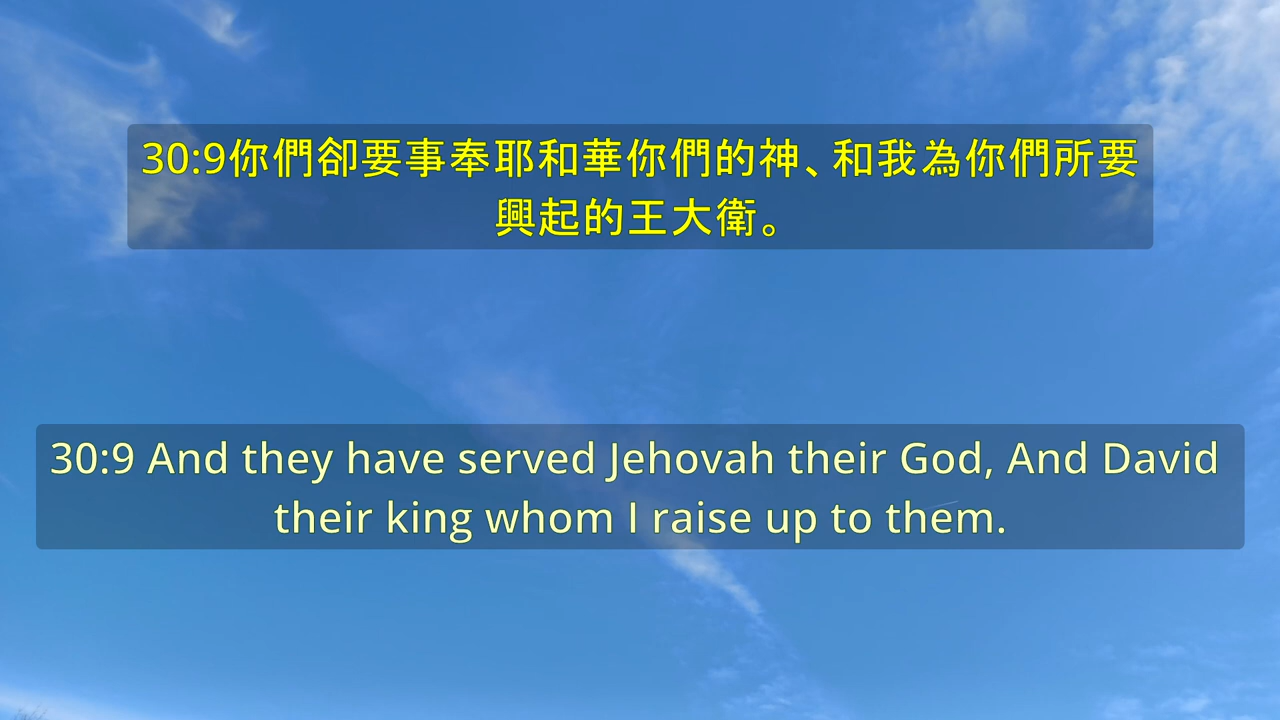 30:9你們卻要事奉耶和華你們的神、和我為你們所要
興起的王大衛。
30:9 And they have served Jehovah their God, And David
their king whom I raise up to them.